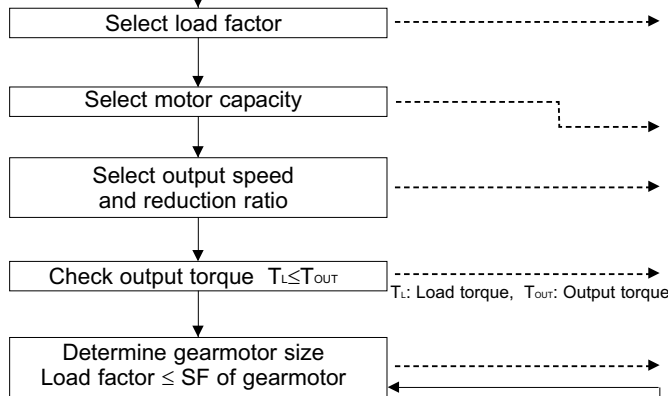 Select load factor
Select motor capacity
Select output speed
and reduction ratio
Check output torque TL≤TOUT
TL: Load torque, TOUT: Output torque
Determine gearmotor size
Load factor ≤ SF of gearmotor